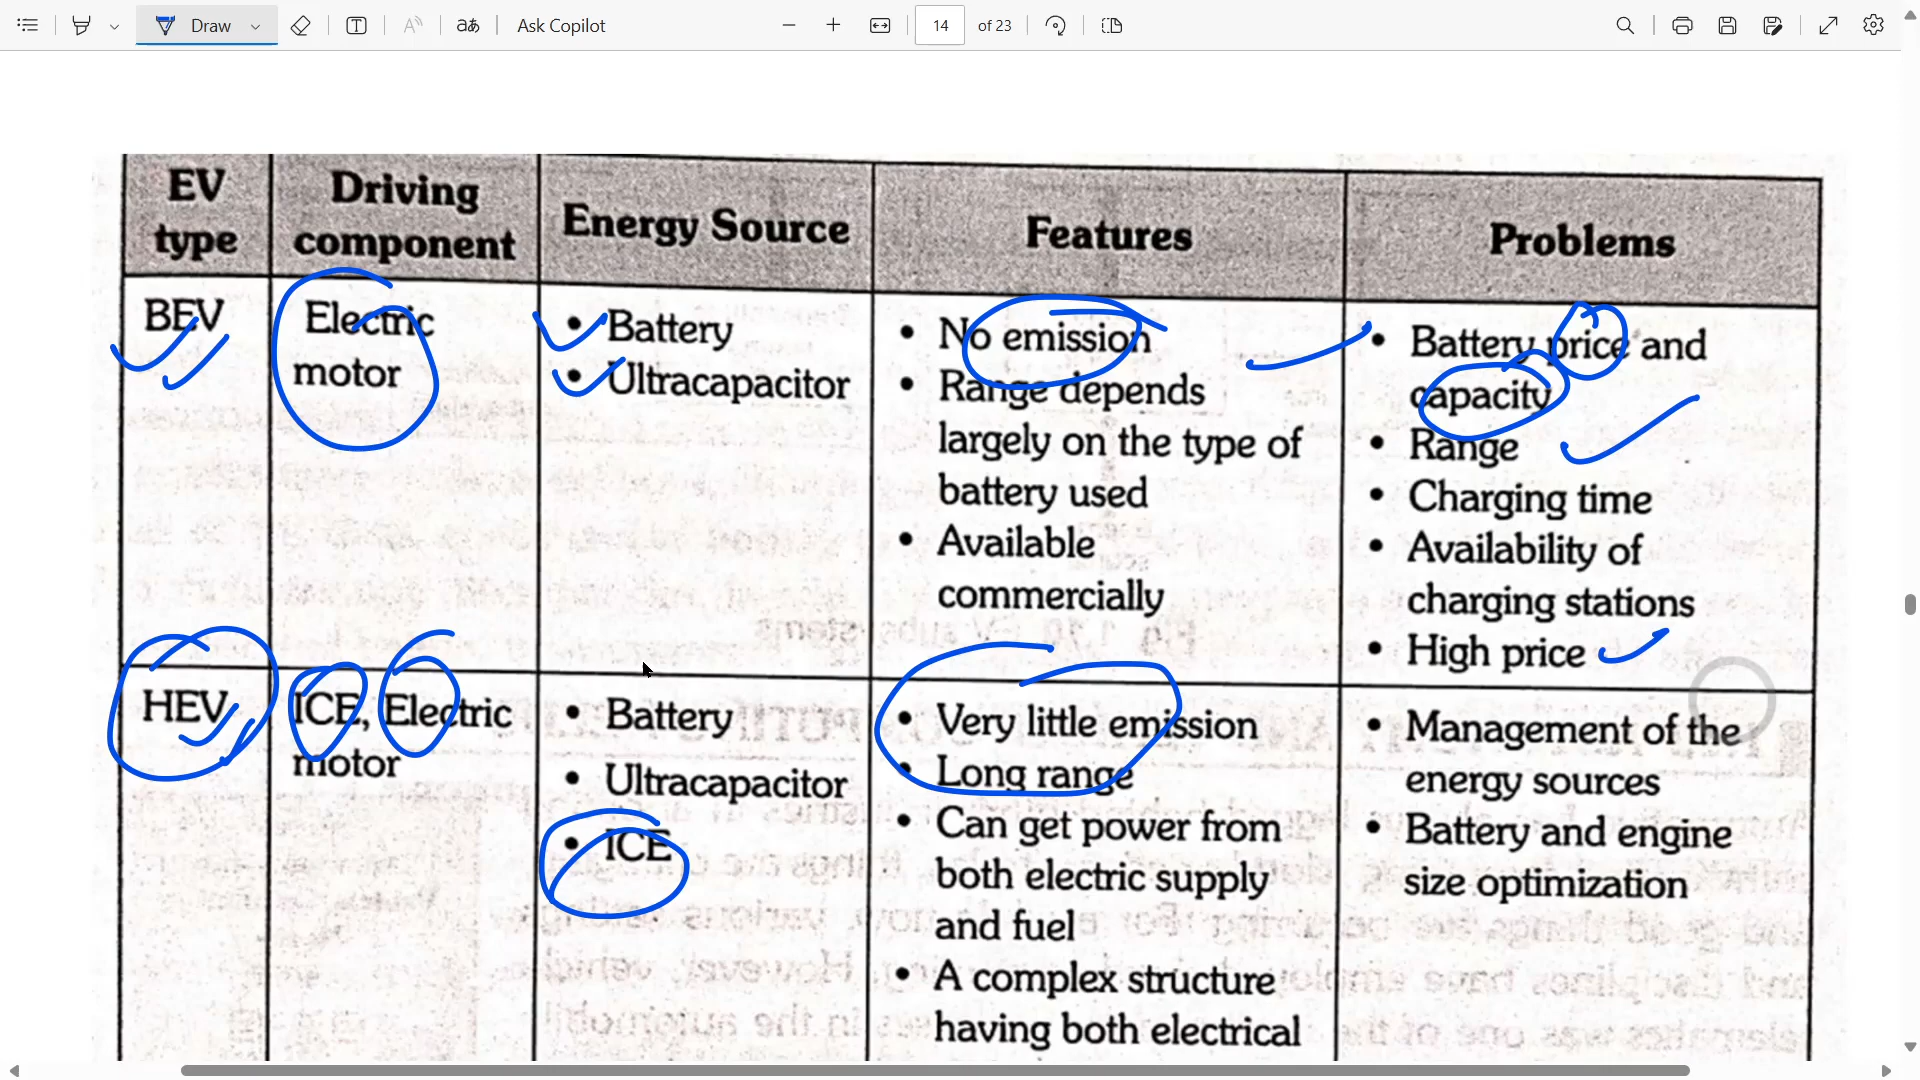 Draw
Ask Copilot
14 of 23
EV type
Driving component
Energy Source
Features
Problems
BEV
Electric motor
• Battery
• Ultracapacitor
• No emission
• Range depends
largely on the type of
battery used
• Available
commercially
• Battery price and
capacity
• Range
• Charging time
• Availability of
charging stations
• High price
HEV
ICE, Electric
motor
• Battery
• Ultracapacitor
• ICE
• Very little emission
• Long range
• Can get power from
both electric supply
and fuel
• A complex structure
having both electrical
• Management of the
energy sources
• Battery and engine
size optimization